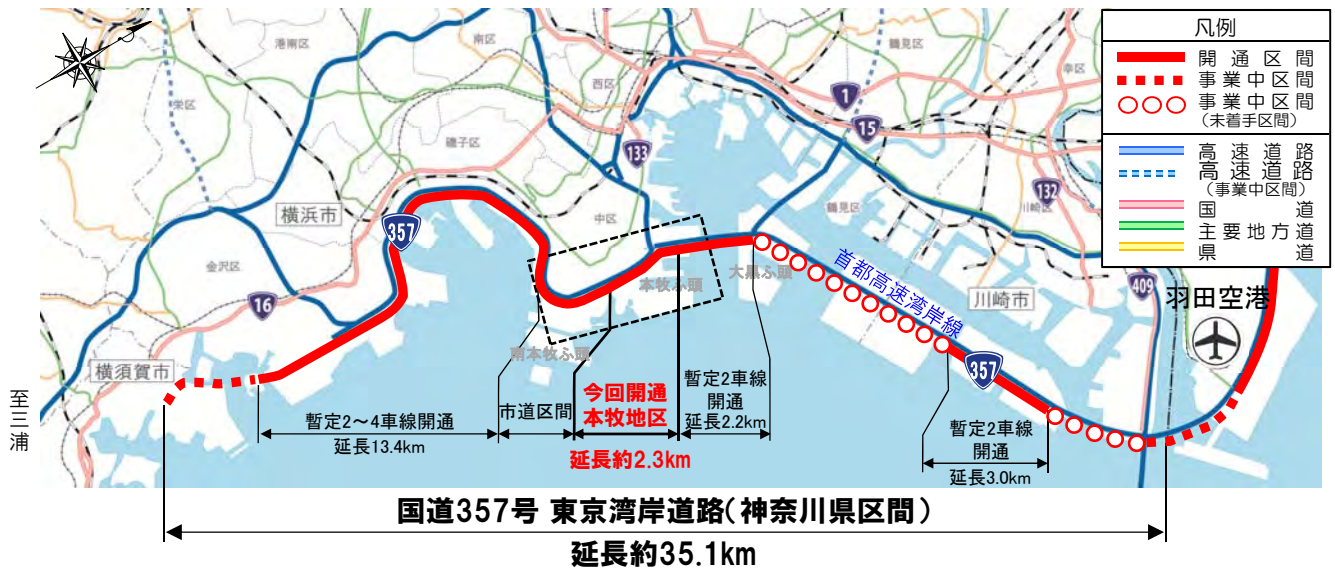 凡例
開通区間
事業中区間
事業中区間
(未着手区間)
高速道路
高速道路
(事業中区間)
国道
主要地方道
県道
港南区
南区
西区
鶴見区
幸区
栄区
磯子区
中区
鶴見区
川崎区
金沢区
横浜市
横須賀市
川崎市
1
15
133
132
409
16
357
357
本牧ふ頭
大黒ふ頭
南本牧ふ頭
首都高速湾岸線
羽田空港
至三浦
暫定2～4車線開通
延長13.4km
市道区間
今回開通
本牧地区
延長約2.3km
暫定2車線
開通
延長2.2km
暫定2車線
開通
延長3.0km
国道357号 東京湾岸道路(神奈川県区間)
延長約35.1km